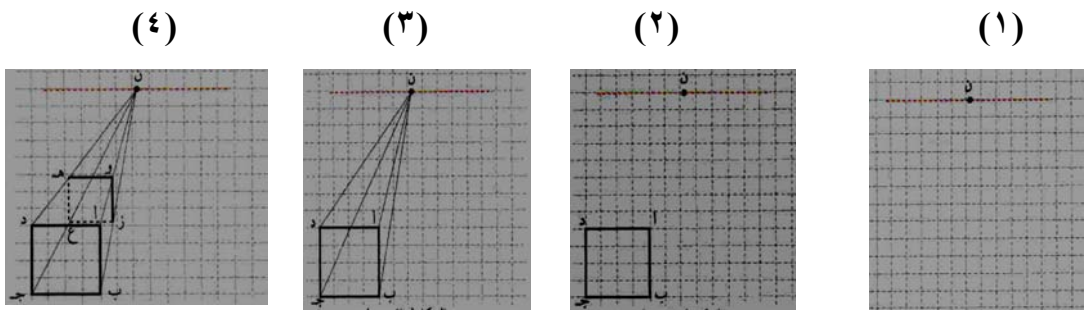 (١) (٢) (٣) (٤)
ن ن ن ن
و هـ
د أ د أ د أ
ز ع
ب جـ ب جـ ب جـ